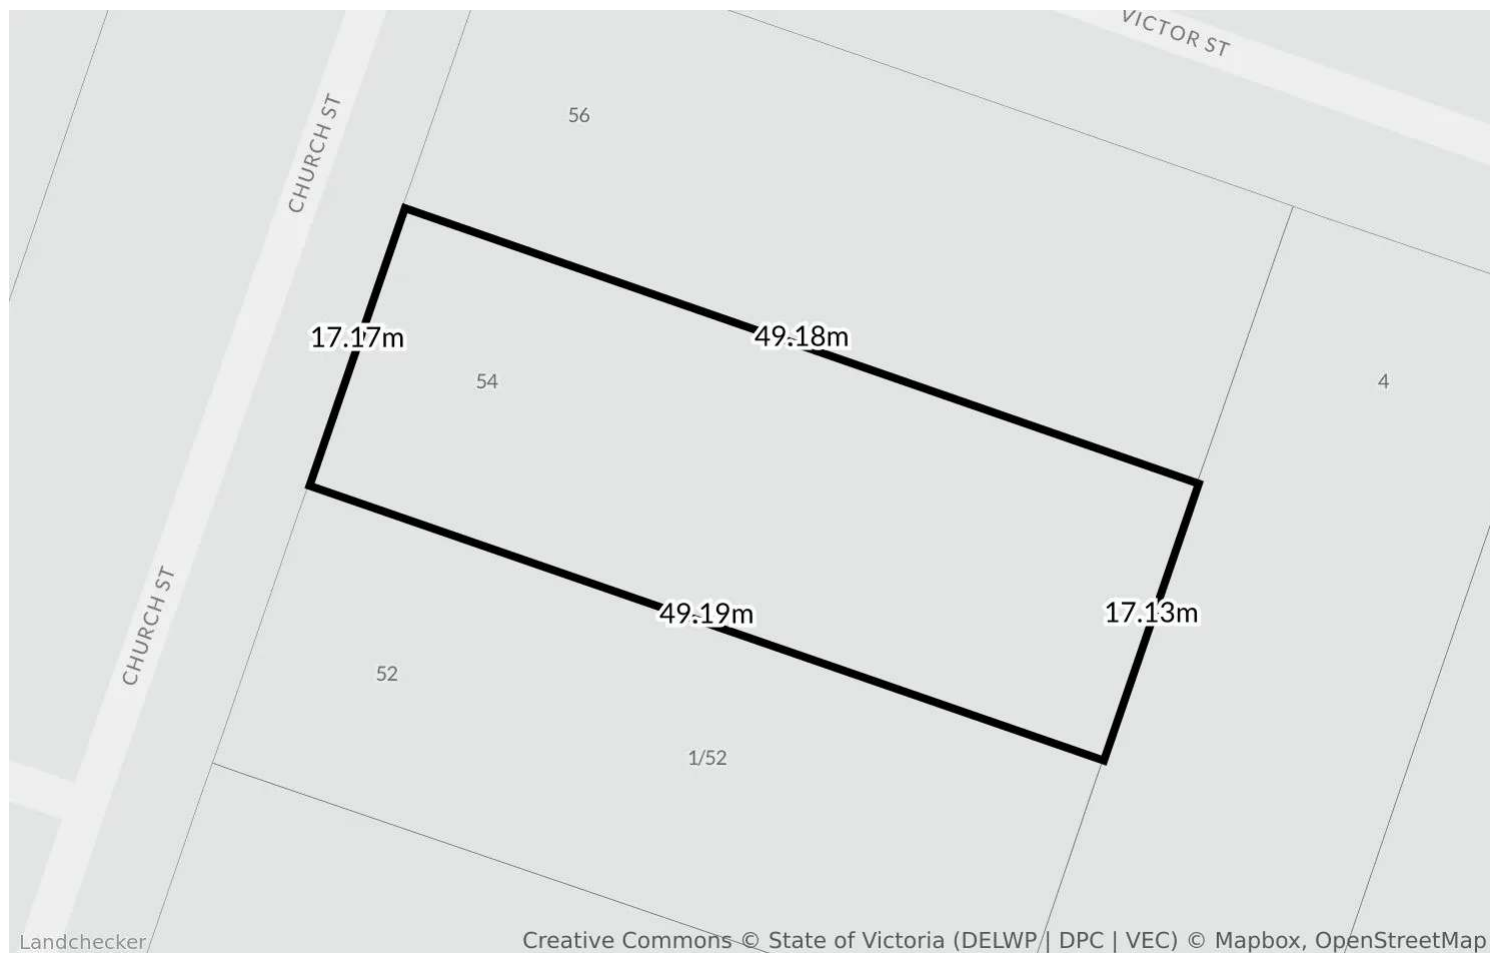 VICTOR ST
CHURCH ST
56
49.18m
17.17m
54
4
49.19m
17.13m
CHURCH ST
52
1/52
Landchecker
Creative Commons © State of Victoria (DELWP | DPC | VEC) © Mapbox, OpenStreetMap